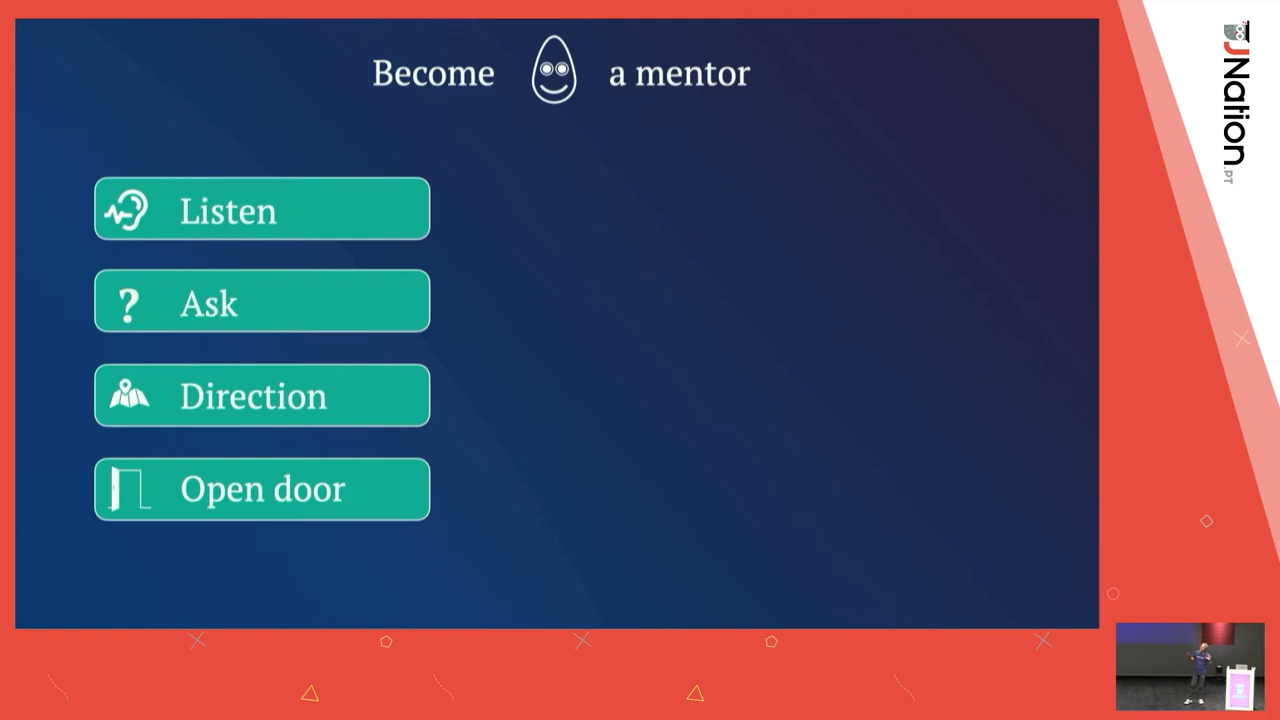 Become a mentor
Listen
? Ask
Direction
Open door
JNation
.PT